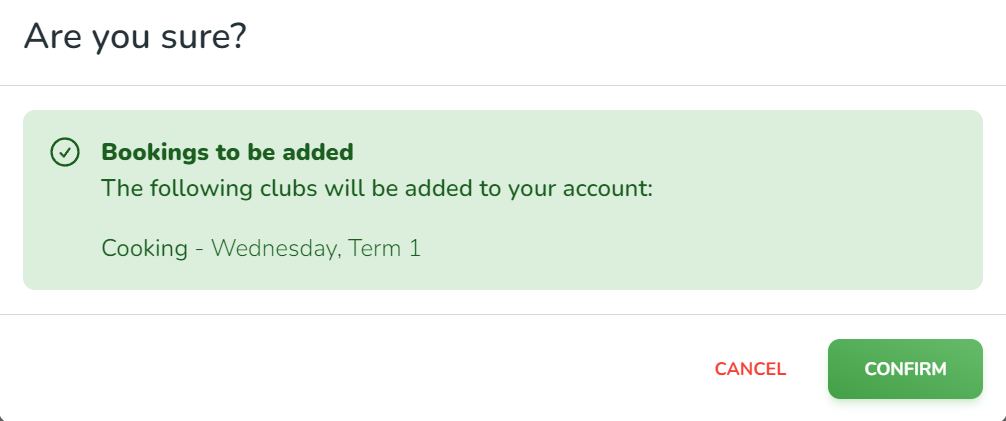 Are you sure?
Bookings to be added
The following clubs will be added to your account:
Cooking - Wednesday, Term 1
CANCEL
CONFIRM